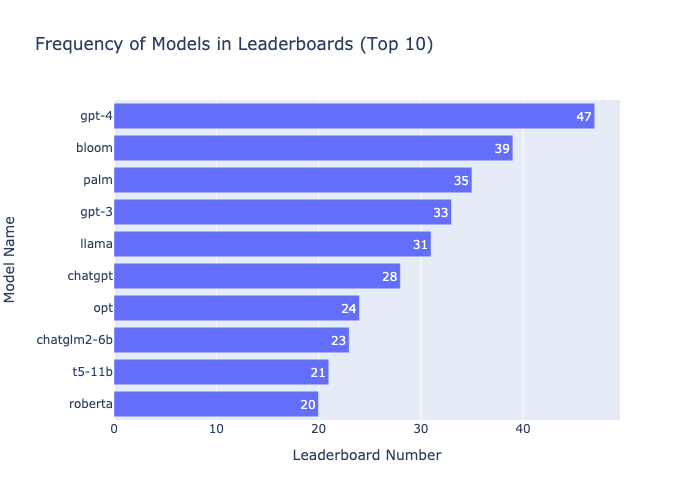 Frequency of Models in Leaderboards (Top 10)
Model Name
gpt-4 47
bloom 39
palm 35
gpt-3 33
llama 31
chatgpt 28
opt 24
chatglm2-6b 23
t5-11b 21
roberta 20
0 10 20 30 40
Leaderboard Number